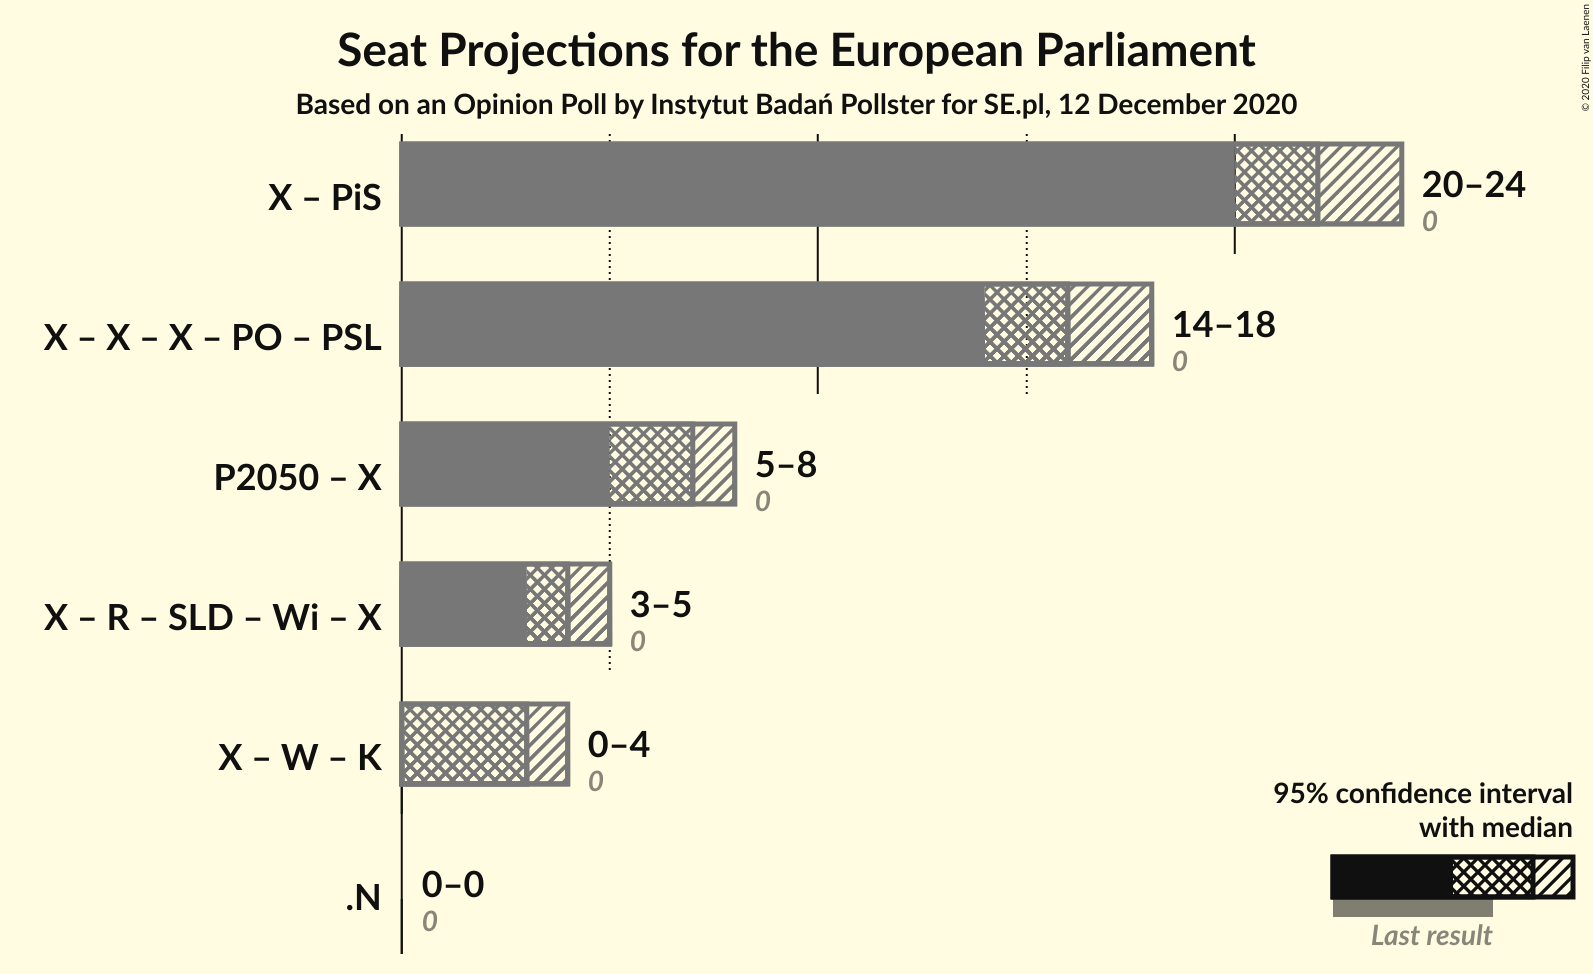 Seat Projections for the European Parliament
Based on an Opinion Poll by Instytut Badań Pollster for SE.pl, 12 December 2020
© 2020 Filip van Laenen
X – PiS
20–24
0
X – X – X – PO – PSL
14–18
0
P2050 – X
5–8
0
X – R – SLD – Wi – X
3–5
0
X – W – K
0–4
0
.N
0–0
0
95% confidence interval
with median
Last result